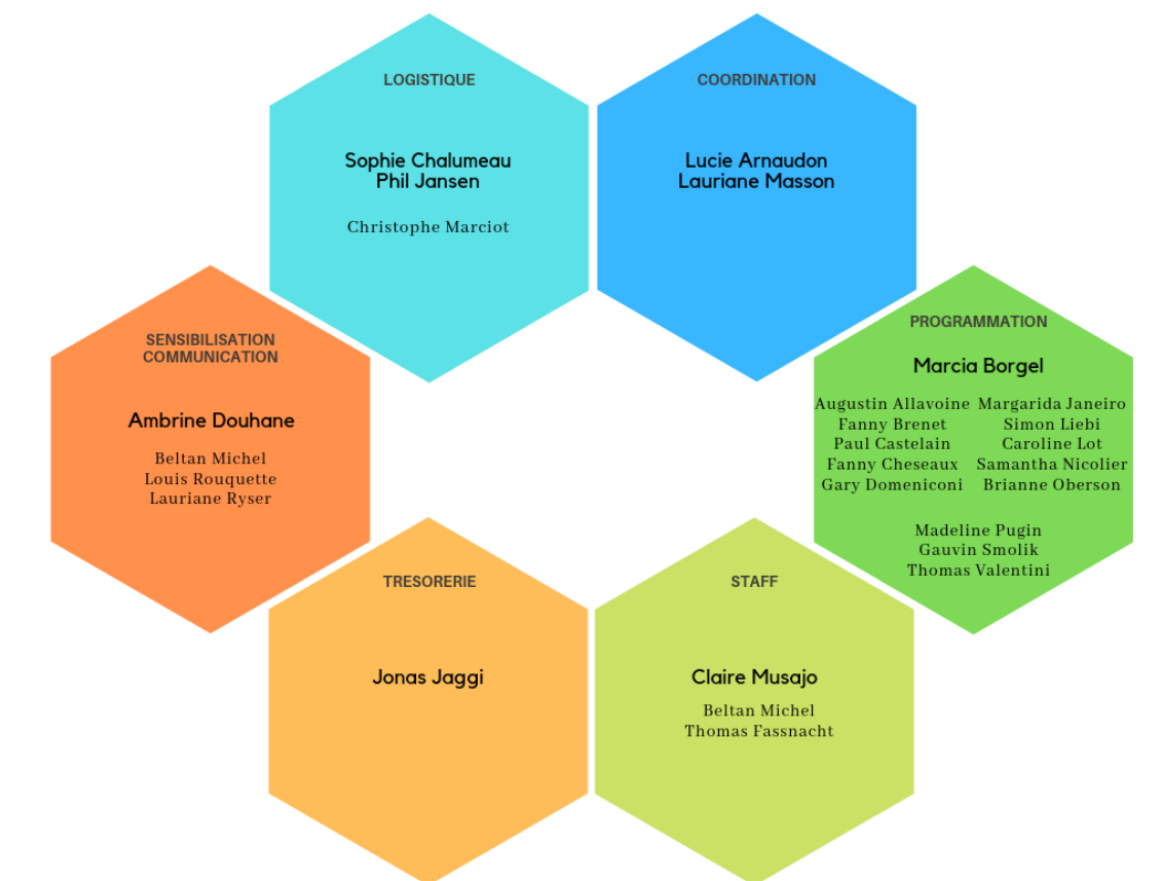 LOGISTIQUE
Sophie Chalumeau
Phil Jansen
Christophe Marciot
COORDINATION
Lucie Arnaudon
Lauriane Masson
SENSIBILISATION
COMMUNICATION
Ambrine Douhane
Beltan Michel
Louis Rouquette
Lauriane Ryser
PROGRAMMATION
Marcia Borgel
Augustin Allavoine Margarida Janeiro
Fanny Brenet Simon Liebi
Paul Castelain Caroline Lot
Fanny Cheseaux Samantha Nicolier
Gary Domeniconi Brianne Oberson
Madeline Pugin
Gauvin Smolik
Thomas Valentini
TRESORERIE
Jonas Jaggi
STAFF
Claire Musajo
Beltan Michel
Thomas Fassnacht